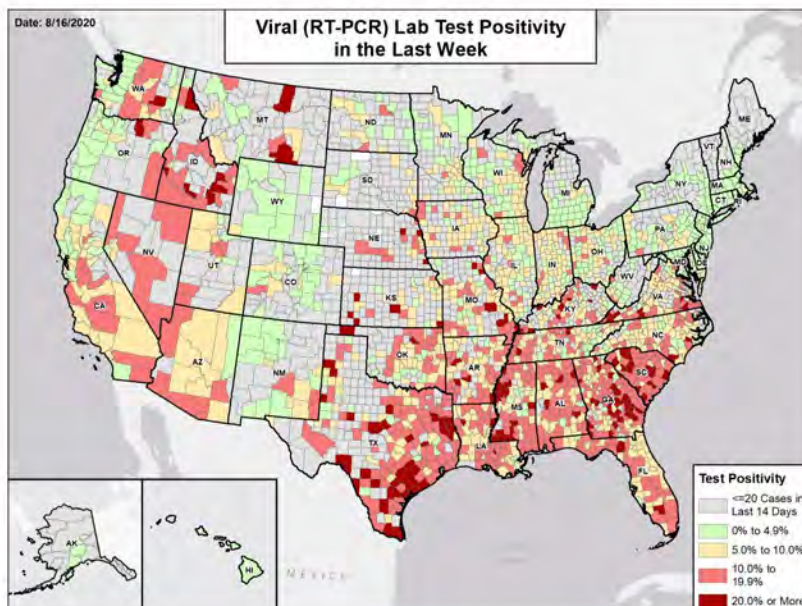 Date: 8/16/2020
Viral (RT-PCR) Lab Test Positivity
in the Last Week
WA
MT
ND
MN
ME
VT
NH
OR
ID
SD
WI
MI
NY
MA
CT
WY
IA
PA
NJ
NE
OH
MD
DE
NV
UT
CO
IL
IN
WV
VA
CA
KS
MO
KY
NC
TN
AZ
NM
OK
AR
SC
MS
AL
GA
TX
LA
FL
AK
HI
MEXICO
Test Positivity
<=20 Cases in
Last 14 Days
0% to 4.9%
5.0% to 10.0%
10.0% to
19.9%
20.0% or More